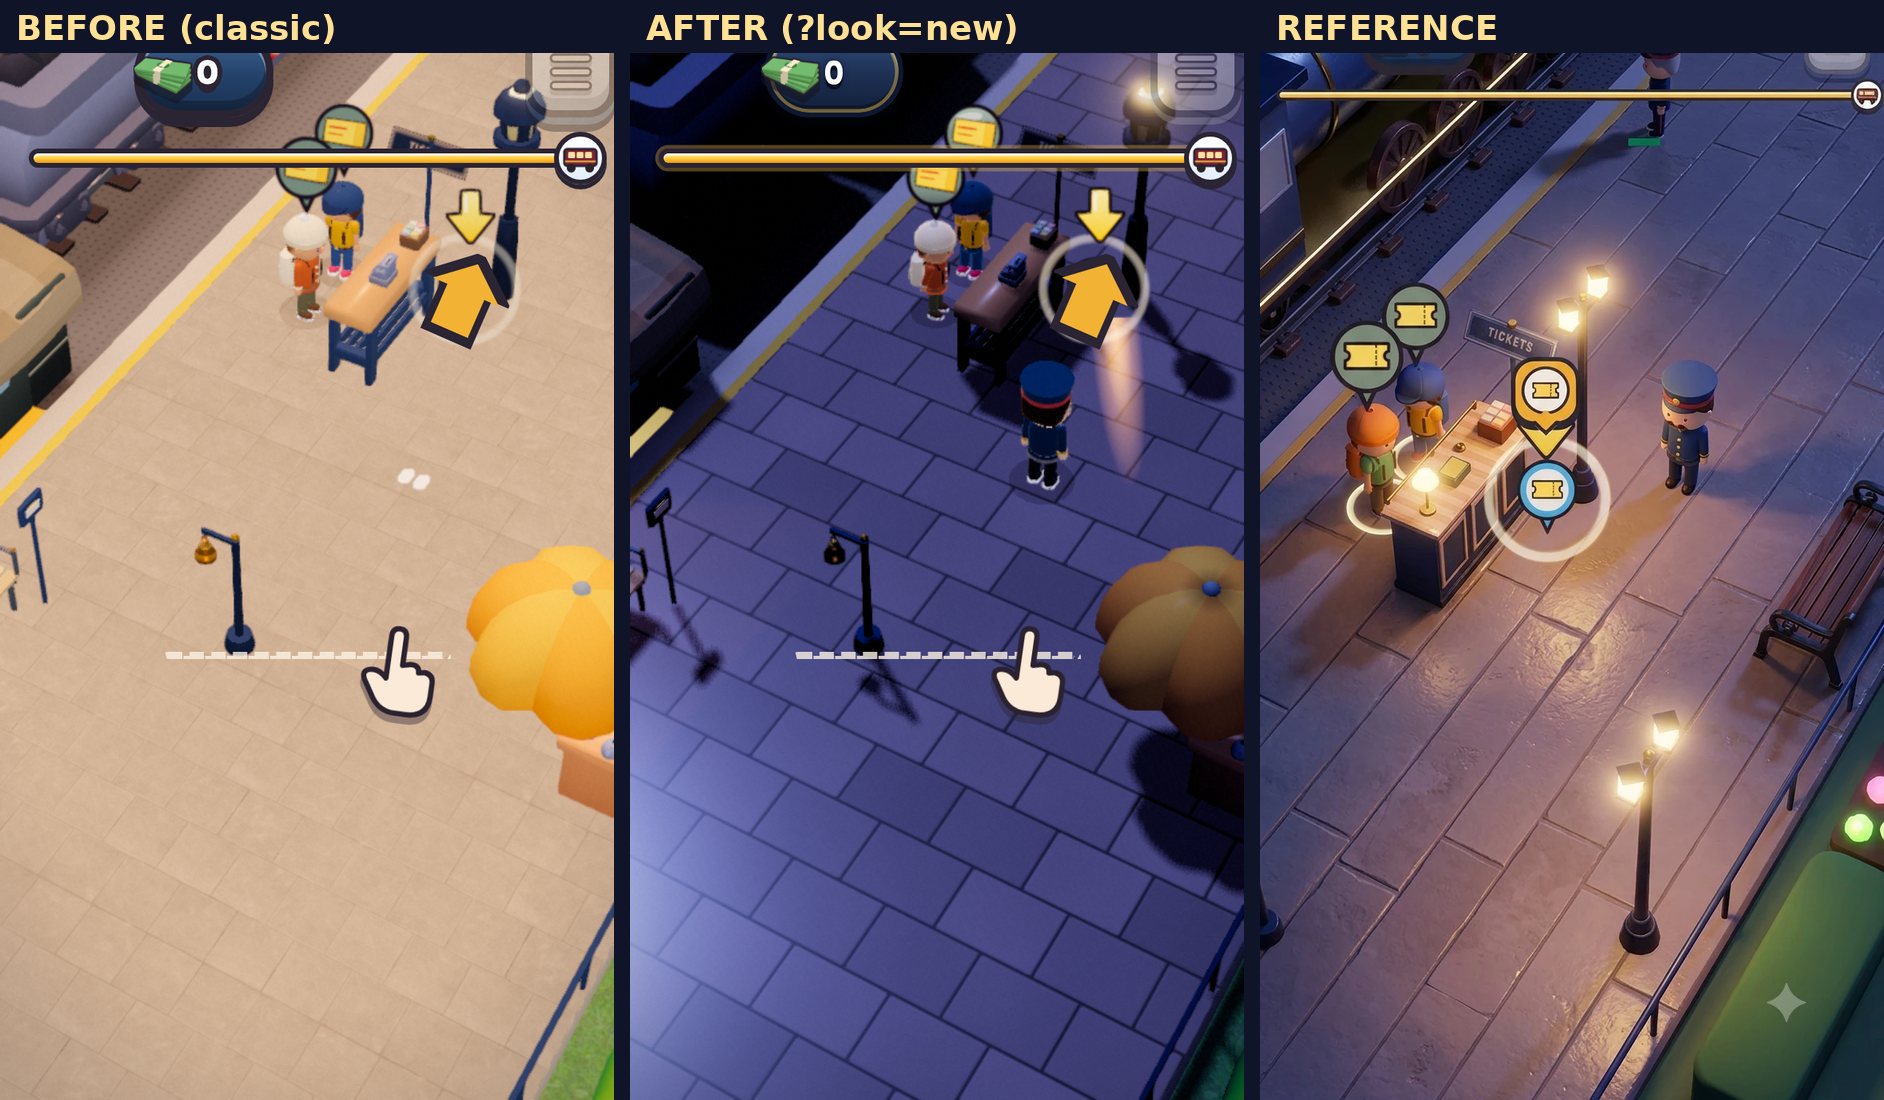 BEFORE (classic)
AFTER (?look=new)
REFERENCE
0
0
TICKETS